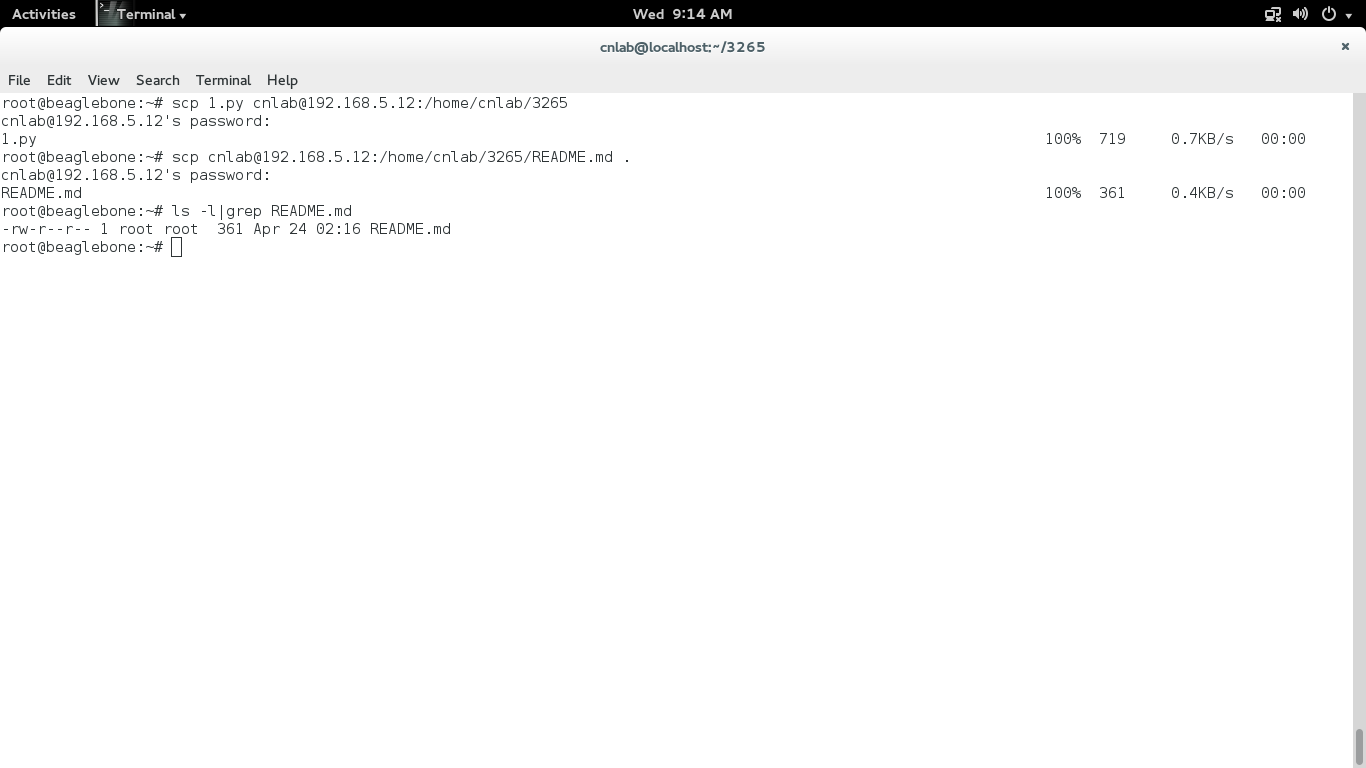 Activities Terminal Wed 9:14 AM
cnlab@localhost:~/3265
File Edit View Search Terminal Help
root@beaglebone:~# scp 1.py cnlab@192.168.5.12:/home/cnlab/3265
cnlab@192.168.5.12's password:
1.py 100% 719 0.7KB/s 00:00
root@beaglebone:~# scp cnlab@192.168.5.12:/home/cnlab/3265/README.md .
cnlab@192.168.5.12's password:
README.md 100% 361 0.4KB/s 00:00
root@beaglebone:~# ls -l|grep README.md
-rw-r--r-- 1 root root  361 Apr 24 02:16 README.md
root@beaglebone:~#